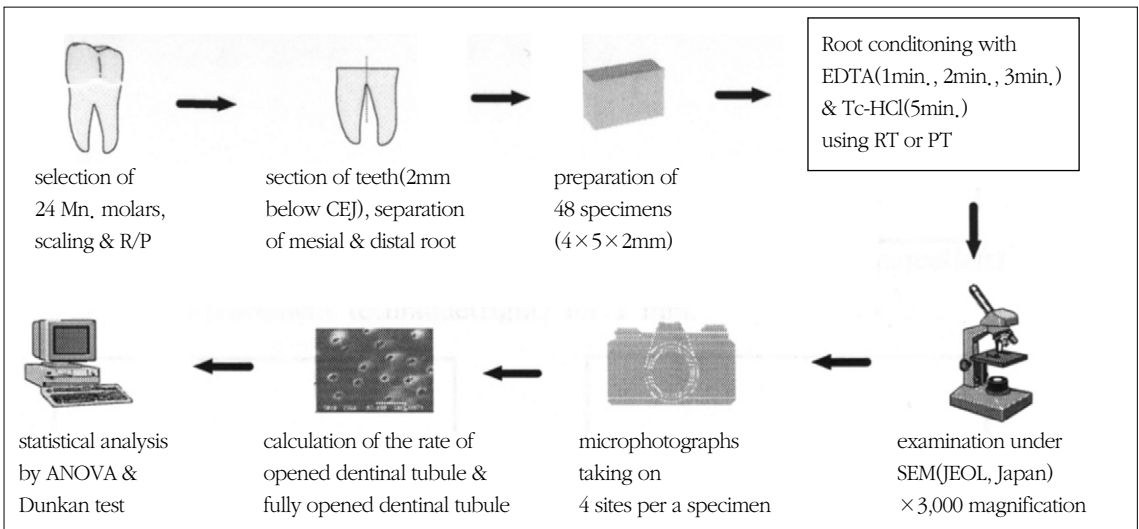 selection of
24 Mn. molars,
scaling & R/P
section of teeth(2mm
below CEJ), separation
of mesial & distal root
preparation of
48 specimens
(4×5×2mm)
Root conditoning with
EDTA(1min., 2min., 3min.)
& Tc-HCl(5min.)
using RT or PT
examination under
SEM(JEOL, Japan)
×3,000 magnification
microphotographs
taking on
4 sites per a specimen
calculation of the rate of
opened dentinal tubule &
fully opened dentinal tubule
statistical analysis
by ANOVA &
Dunkan test